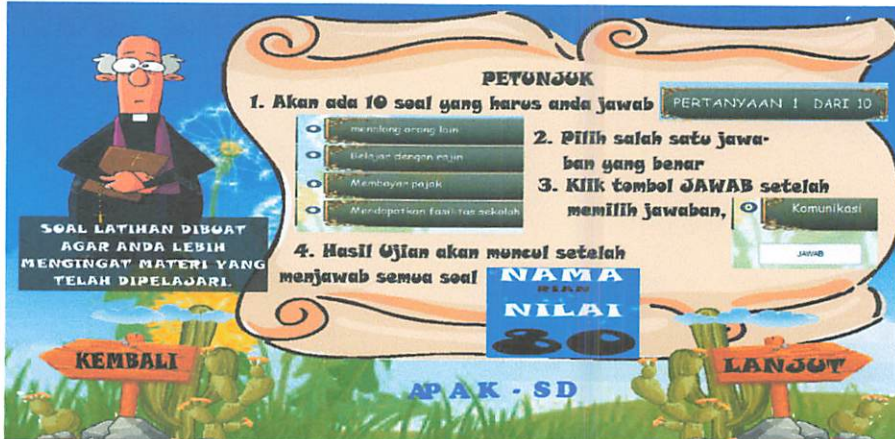 PETUNJUK
1. Akan ada 10 soal yang harus anda jawab
PERTANYAAN 1 DARI 10
menolong orang lain
Belajar dengan rajin
Membayar pajak
Mendapatkan fasilitas sekolah
2. Pilih salah satu jawa-
ban yang benar
3. Klik tombol JAWAB setelah
memilih jawaban,
Komunikasi
JAWAB
4. Hasil Ujian akan muncul setelah
menjawab semua soal
NAMA
RIAN
NILAI
80
SOAL LATIHAN DIBUAT
AGAR ANDA LEBIH
MENGINGAT MATERI YANG
TELAH DIPELAJARI.
KEMBALI
LANJUT
APAK - SD